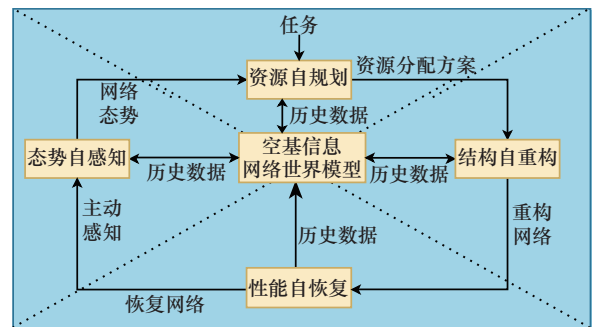 任务
资源自规划
资源分配方案
网络
态势
历史数据
态势自感知
空基信息
网络世界模型
结构自重构
历史数据
历史数据
主动
感知
重构
网络
历史数据
性能自恢复
恢复网络